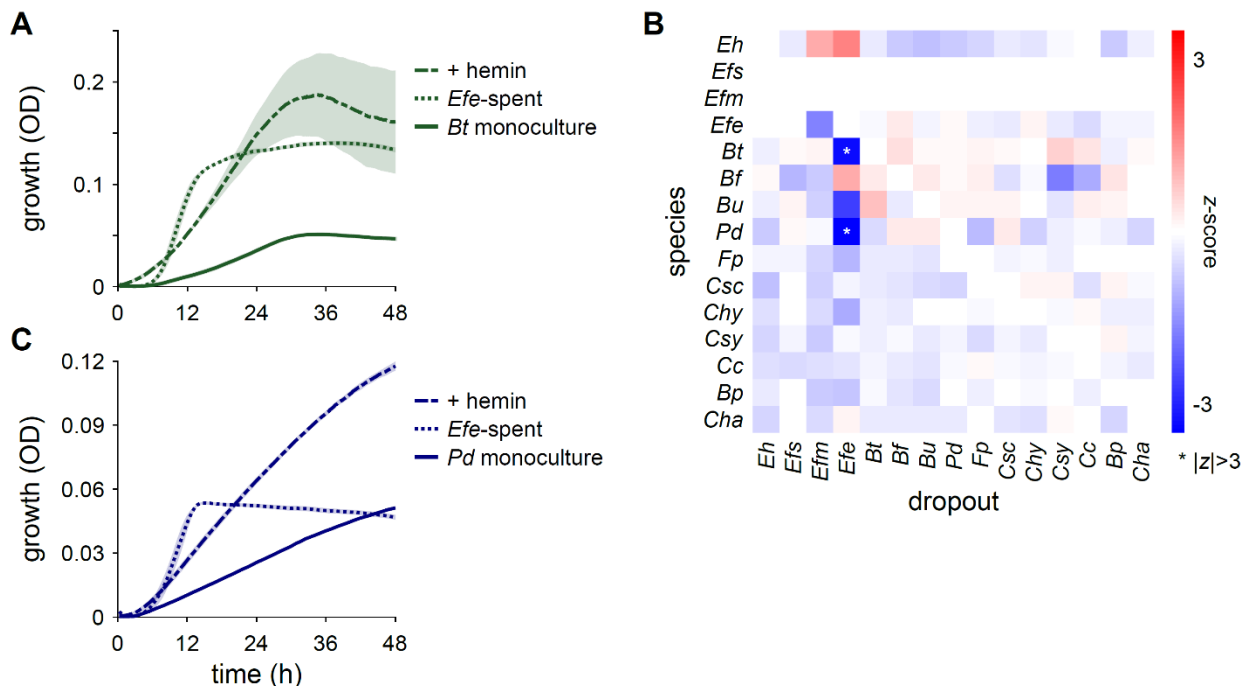 A
growth (OD)
0.2
0.1
0
0 12 24 36 48
+ hemin
Efe-spent
Bt monoculture
C
growth (OD)
0.12
0.09
0.06
0.03
0
0 12 24 36 48
time (h)
+ hemin
Efe-spent
Pd monoculture
B
species
Eh
Efs
Efm
Efe
Bt
*
Bf
Bu
Pd
*
Fp
Csc
Chy
Csy
Cc
Bp
Cha
Eh Efs Efm Efe Bt Bf Bu Pd Fp Csc Chy Csy Cc Bp Cha
dropout
3
z-score
-3
* |z|>3